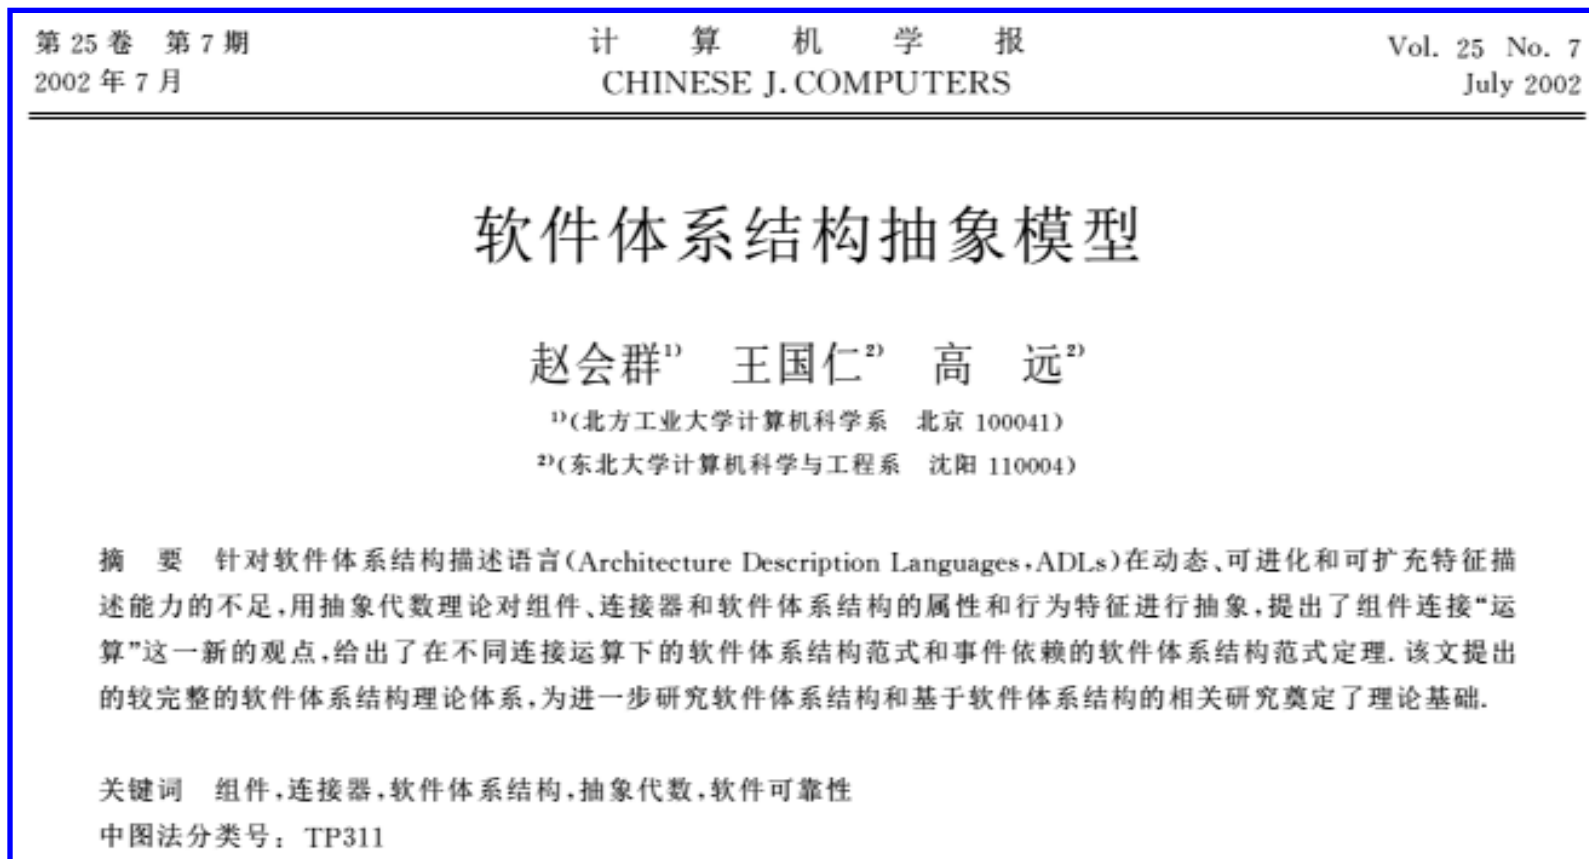 第 25 卷　第 7 期
2002 年 7 月
计　算　机　学　报
CHINESE J. COMPUTERS
Vol. 25 No. 7
July 2002
软件体系结构抽象模型
赵会群¹⁾　王国仁²⁾　高　远²⁾
¹⁾(北方工业大学计算机科学系　北京 100041)
²⁾(东北大学计算机科学与工程系　沈阳 110004)
摘　要　针对软件体系结构描述语言(Architecture Description Languages,ADLs)在动态、可进化和可扩充特征描
述能力的不足,用抽象代数理论对组件、连接器和软件体系结构的属性和行为特征进行抽象,提出了组件连接“运
算”这一新的观点,给出了在不同连接运算下的软件体系结构范式和事件依赖的软件体系结构范式定理. 该文提出
的较完整的软件体系结构理论体系,为进一步研究软件体系结构和基于软件体系结构的相关研究奠定了理论基础.
关键词　组件,连接器,软件体系结构,抽象代数,软件可靠性
中图法分类号: TP311